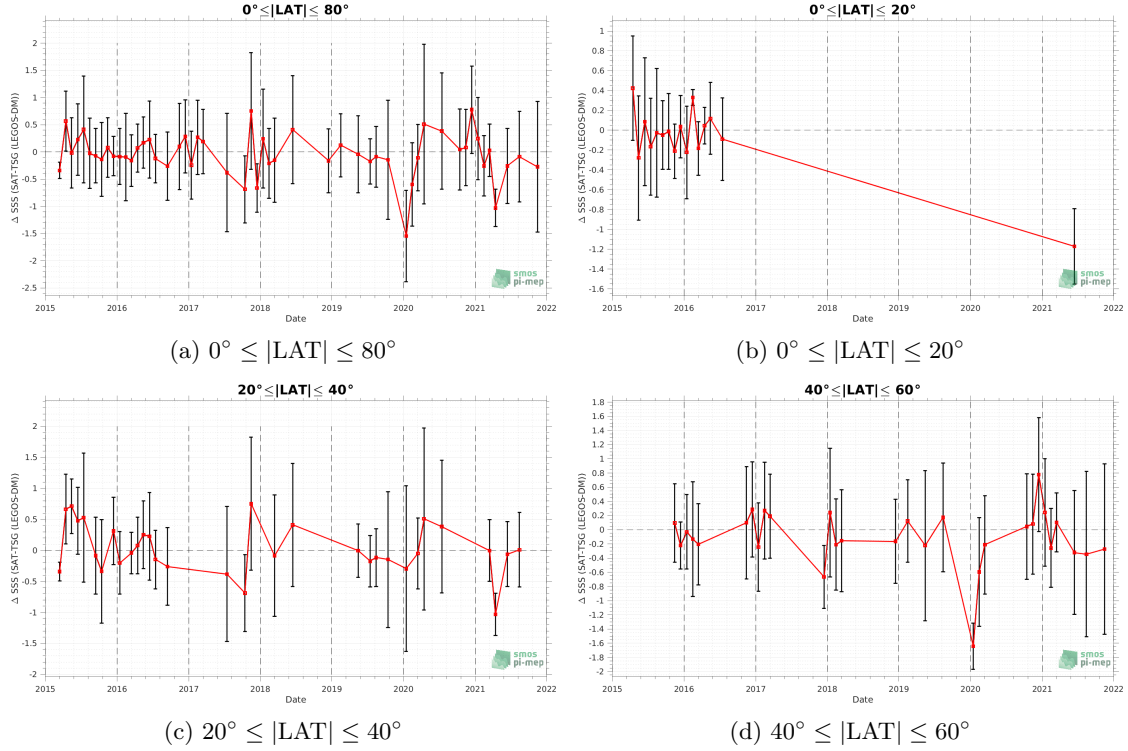 0°≤|LAT|≤ 80°
Δ SSS (SAT-TSG (LEGOS-DM))
2
1.5
1
0.5
0
-0.5
-1
-1.5
-2
-2.5
2015 2016 2017 2018 2019 2020 2021 2022
Date
smos
pi-mep
(a) 0° ≤ |LAT| ≤ 80°
0°≤|LAT|≤ 20°
Δ SSS (SAT-TSG (LEGOS-DM))
1
0.8
0.6
0.4
0.2
0
-0.2
-0.4
-0.6
-0.8
-1
-1.2
-1.4
-1.6
2015 2016 2017 2018 2019 2020 2021 2022
Date
smos
pi-mep
(b) 0° ≤ |LAT| ≤ 20°
20°≤|LAT|≤ 40°
Δ SSS (SAT-TSG (LEGOS-DM))
2
1.5
1
0.5
0
-0.5
-1
-1.5
-2
2015 2016 2017 2018 2019 2020 2021 2022
Date
smos
pi-mep
(c) 20° ≤ |LAT| ≤ 40°
40°≤|LAT|≤ 60°
Δ SSS (SAT-TSG (LEGOS-DM))
1.8
1.6
1.4
1.2
1
0.8
0.6
0.4
0.2
0
-0.2
-0.4
-0.6
-0.8
-1
-1.2
-1.4
-1.6
-1.8
-2
2015 2016 2017 2018 2019 2020 2021 2022
Date
smos
pi-mep
(d) 40° ≤ |LAT| ≤ 60°